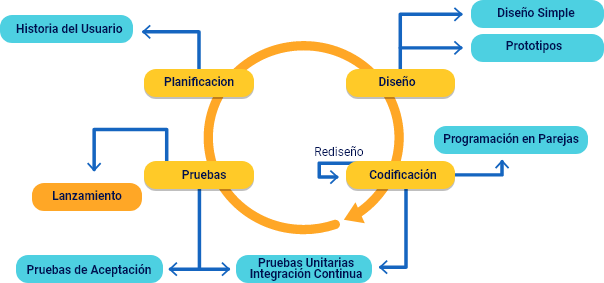 Diseño Simple
Historia del Usuario
Prototipos
Planificacion
Diseño
Programación en Parejas
Rediseño
Pruebas
Codificación
Lanzamiento
Pruebas de Aceptación
Pruebas Unitarias
Integración Continua